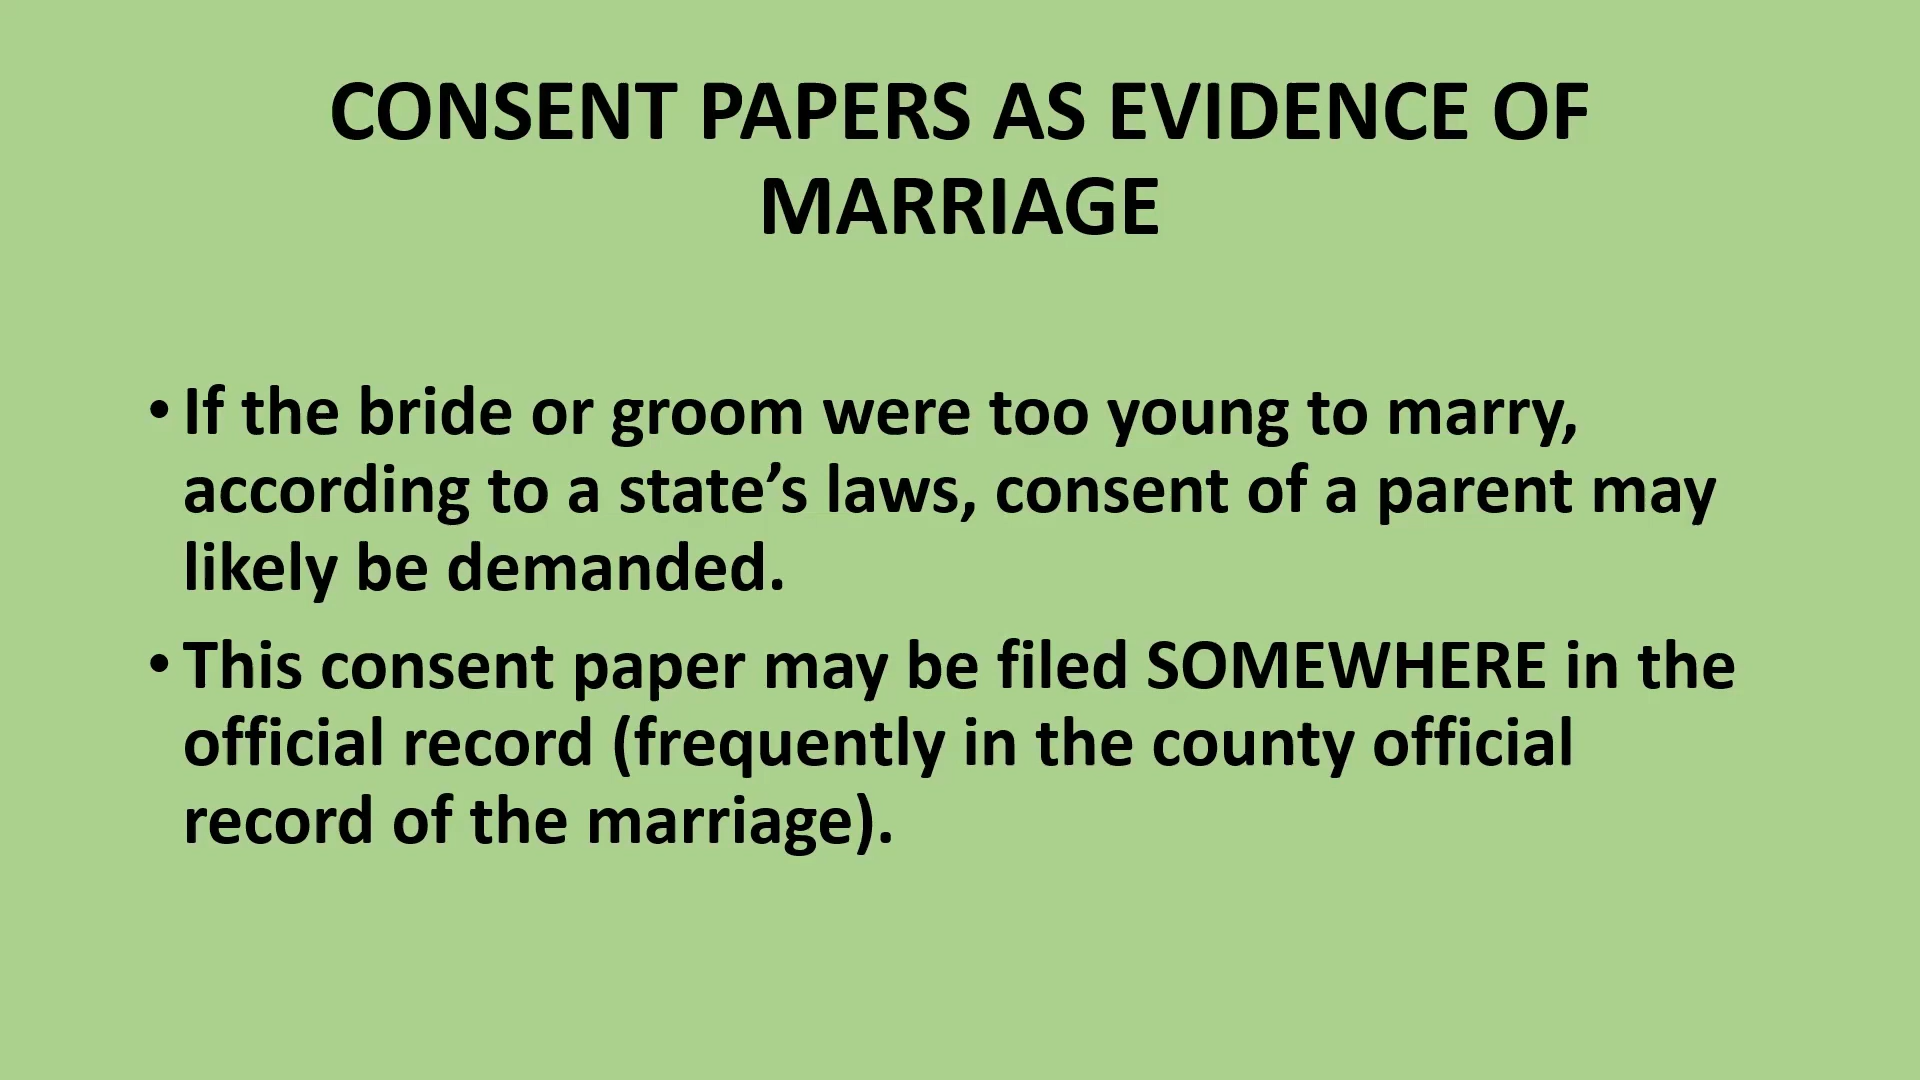 CONSENT PAPERS AS EVIDENCE OF
MARRIAGE
• If the bride or groom were too young to marry,
according to a state’s laws, consent of a parent may
likely be demanded.
• This consent paper may be filed SOMEWHERE in the
official record (frequently in the county official
record of the marriage).